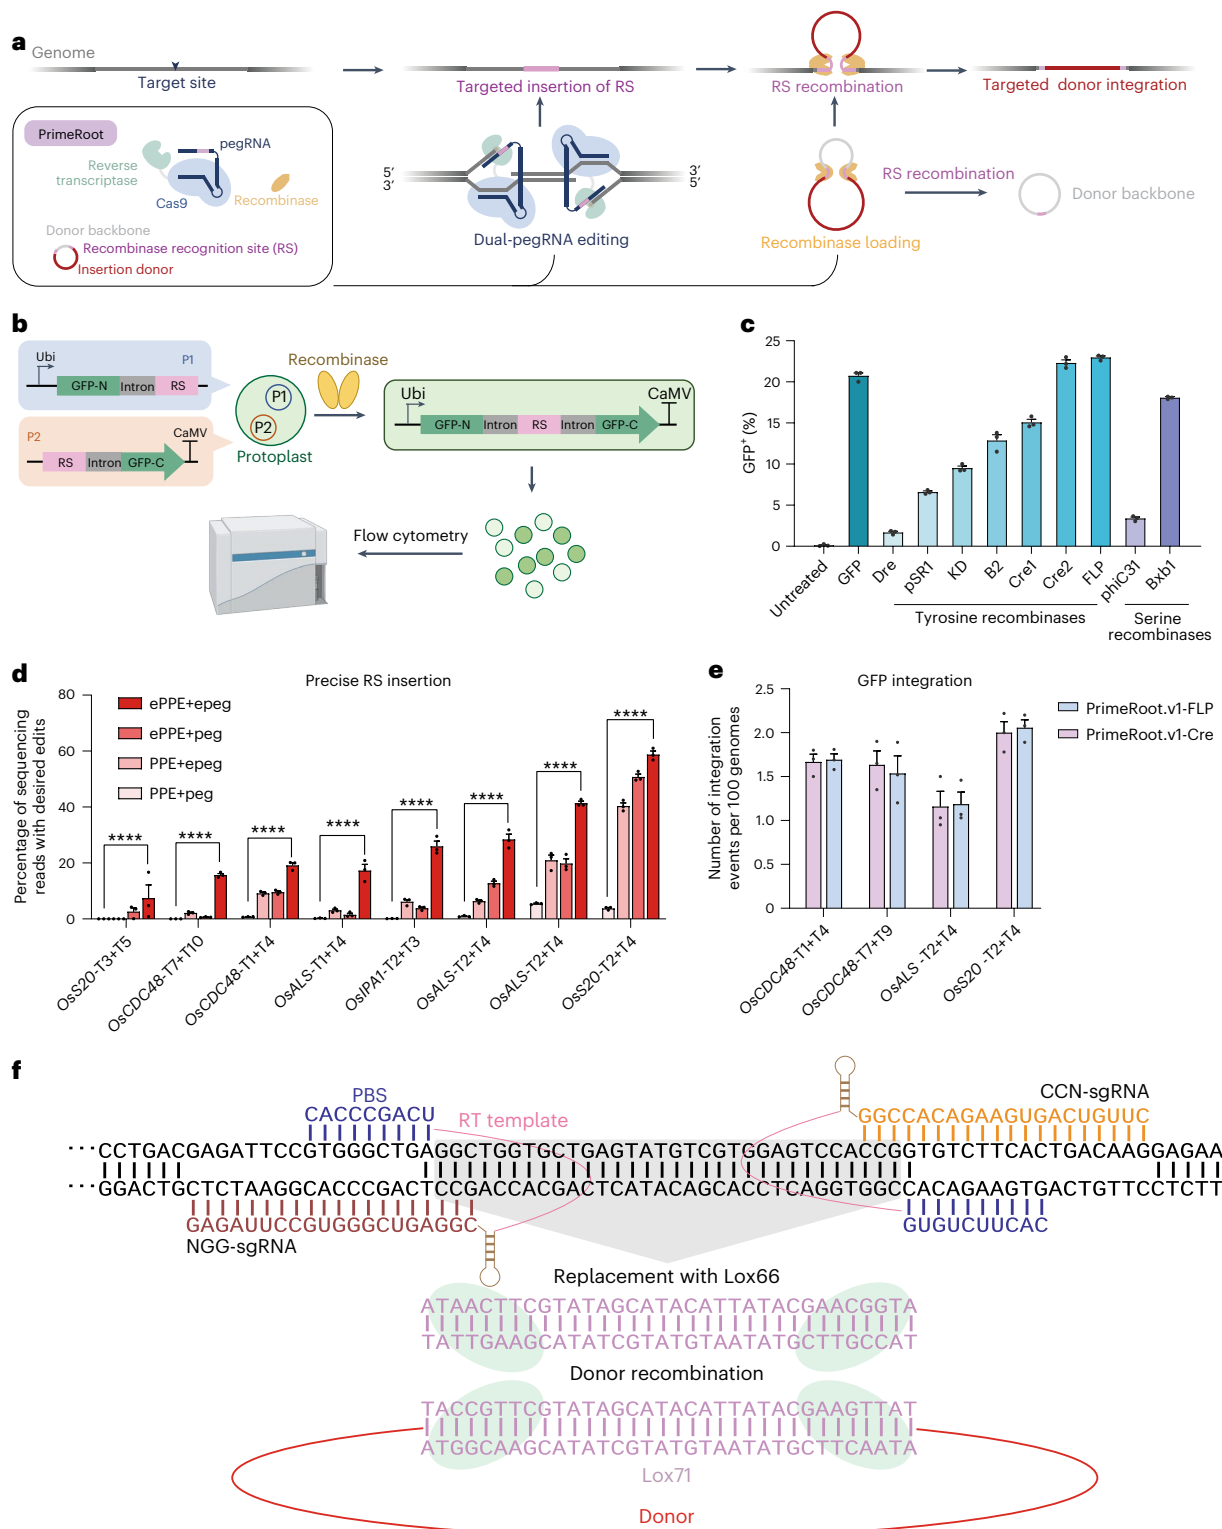 a
Genome
Target site
Targeted insertion of RS
RS recombination
Targeted donor integration
PrimeRoot
pegRNA
Reverse
transcriptase
Cas9
Recombinase
Donor backbone
Recombinase recognition site (RS)
Insertion donor
5′
3′
3′
5′
Dual-pegRNA editing
RS recombination
Donor backbone
Recombinase loading
b
Ubi
P1
GFP-N
Intron
RS
P2
CaMV
RS
Intron
GFP-C
P1
P2
Protoplast
Recombinase
Ubi
CaMV
GFP-N
Intron
RS
Intron
GFP-C
Flow cytometry
c
GFP⁺ (%)
25
20
15
10
5
0
Untreated
GFP
Dre
pSR1
KD
B2
Cre1
Cre2
FLP
phiC31
Bxb1
Tyrosine recombinases
Serine
recombinases
d
Precise RS insertion
Percentage of sequencing
reads with desired edits
80
60
40
20
0
ePPE+epeg
ePPE+peg
PPE+epeg
PPE+peg
****
****
****
****
****
****
****
****
OsS20-T3+T5
OsCDC48-T7+T10
OsCDC48-T1+T4
OsALS-T1+T4
OsIPA1-T2+T3
OsALS-T2+T4
OsALS-T2+T4
OsS20-T2+T4
e
GFP integration
Number of integration
events per 100 genomes
2.5
2.0
1.5
1.0
0.5
0
PrimeRoot.v1-FLP
PrimeRoot.v1-Cre
OsCDC48-T1+T4
OsCDC48-T7+T9
OsALS -T2+T4
OsS20 -T2+T4
f
PBS
CACCCGACU
RT template
CCN-sgRNA
GGCCACAGAAGUGACUGUUC
···CCTGACGAGATTCCGTGGGCTGAGGCTGGTGCTGAGTATGTCGTGGAGTCCACCGGTGTCTTCACTGACAAGGAGAA
···GGACTGCTCTAAGGCACCCGACTCCGACCACGACTCATACAGCACCTCAGGTGGCCACAGAAGTGACTGTTCCTCTT
GAGAUUCCGUGGGCUGAGGC
GUGUCUUCAC
NGG-sgRNA
Replacement with Lox66
ATAACTTCGTATAGCATACATTATACGAACGGTA
TATTGAAGCATATCGTATGTAATATGCTTGCCAT
Donor recombination
TACCGTTCGTATAGCATACATTATACGAAGTTAT
ATGGCAAGCATATCGTATGTAATATGCTTCAATA
Lox71
Donor